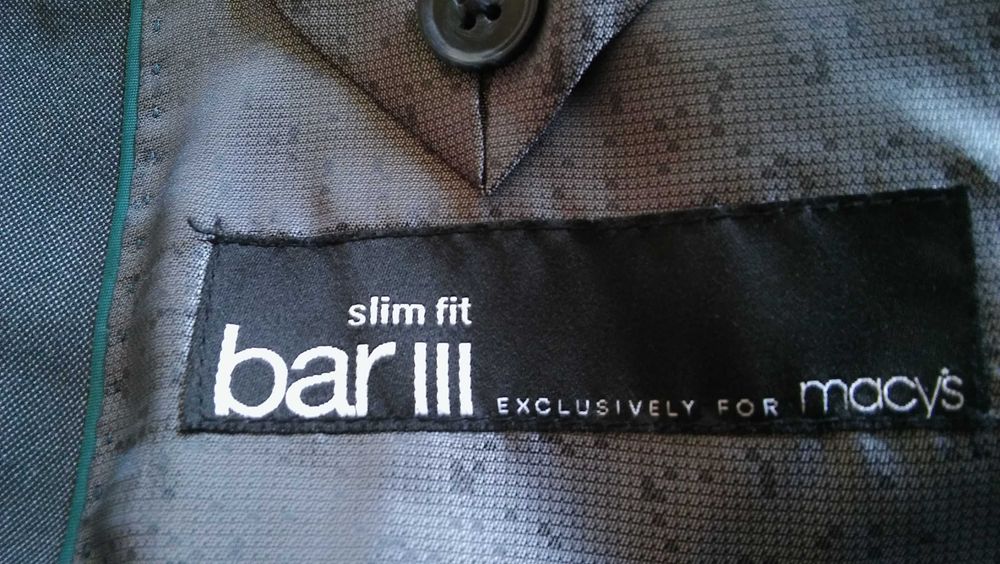 slim fit
bar III EXCLUSIVELY FOR macy's